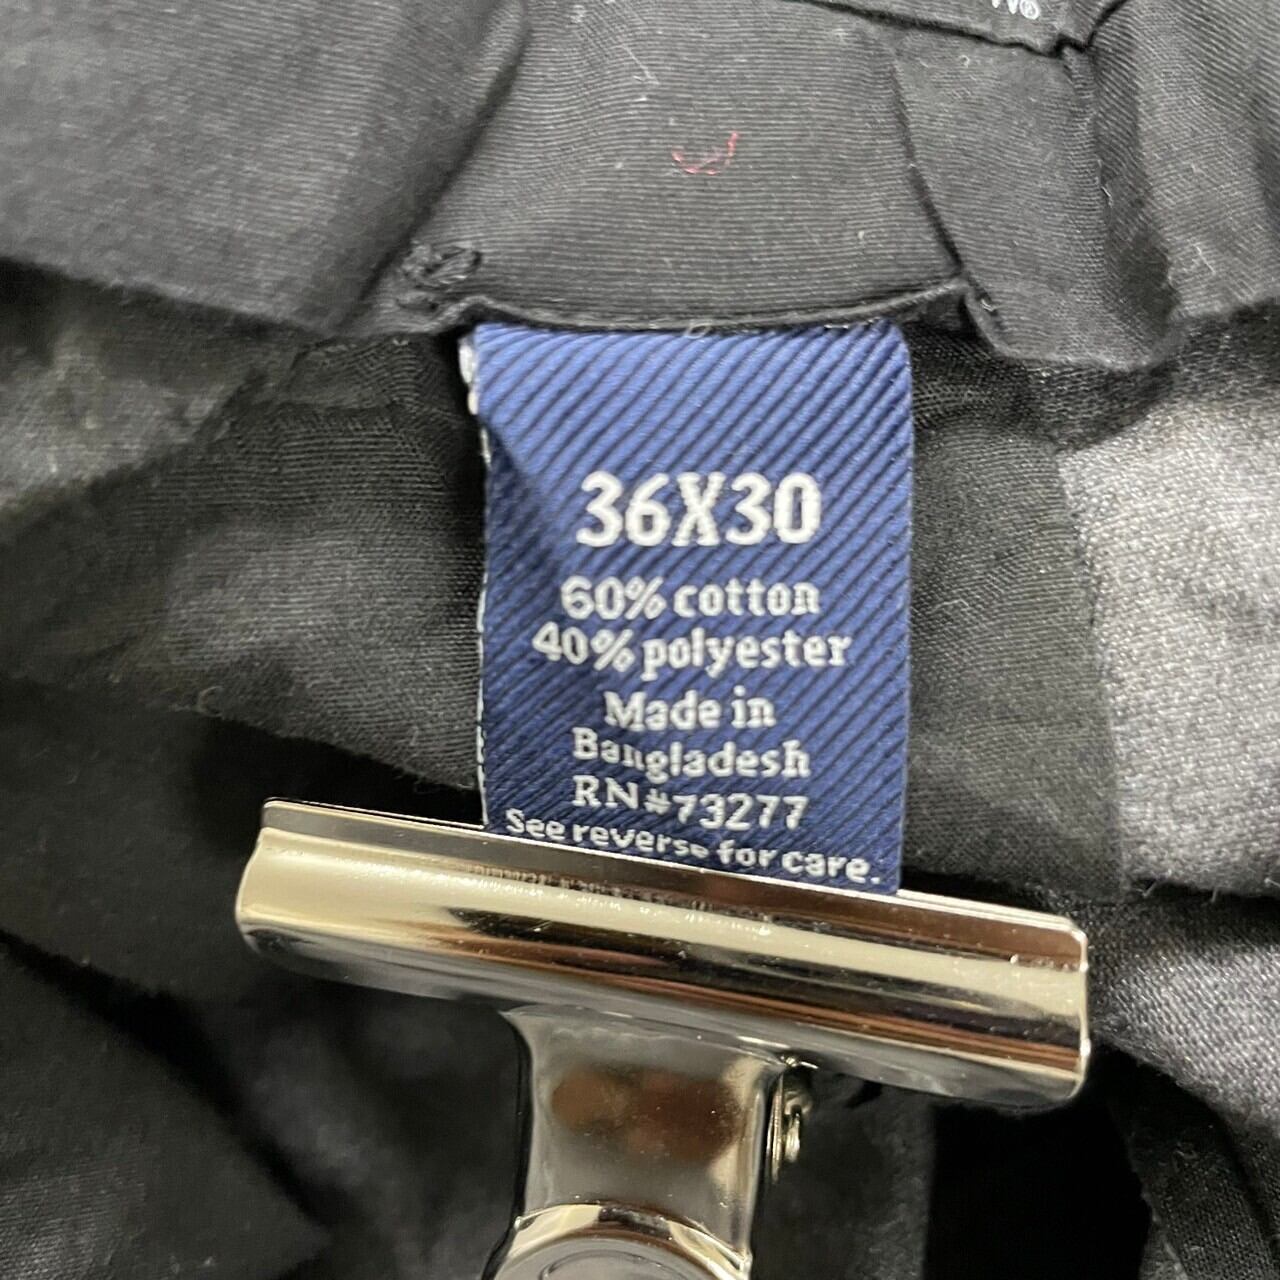 36X30
60% cotton
40% polyester
Made in
Bangladesh
RN#73277
See reverse for care.